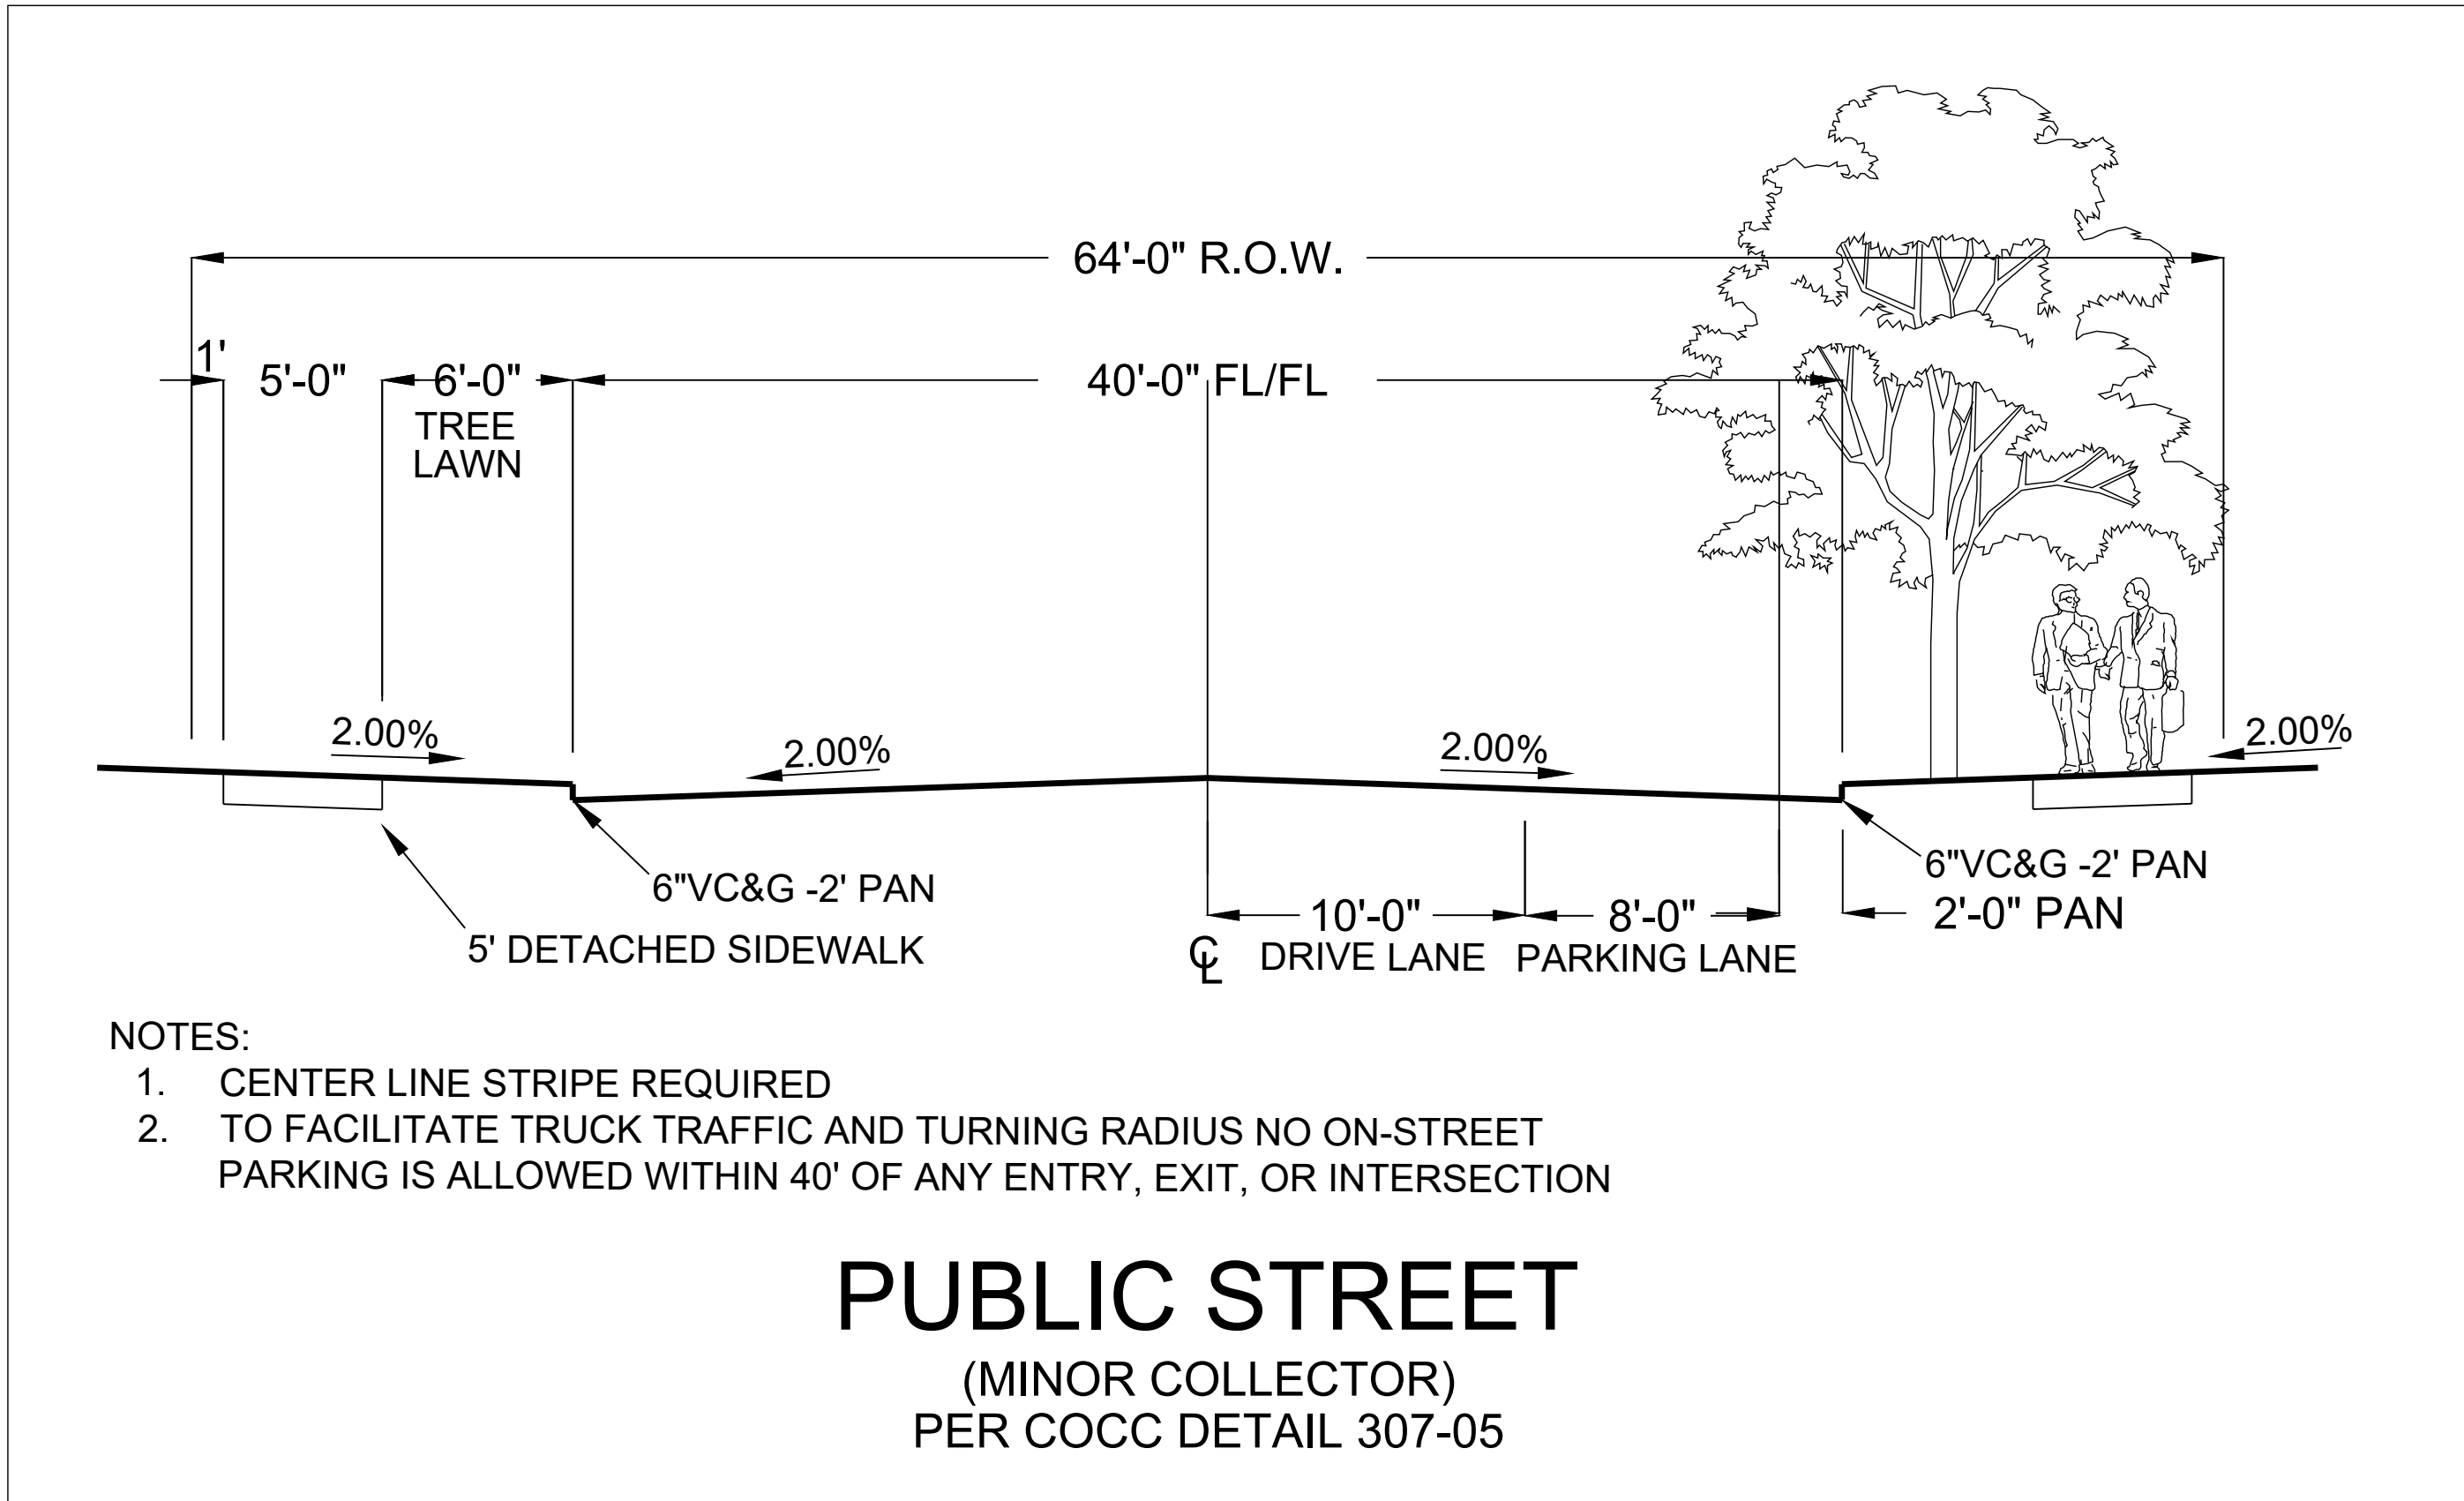 64'-0" R.O.W.
1'
5'-0"
6'-0"
40'-0" FL/FL
TREE
LAWN
2.00%
2.00%
2.00%
2.00%
6"VC&G -2' PAN
6"VC&G -2' PAN
5' DETACHED SIDEWALK
10'-0"
8'-0"
2'-0" PAN
CL
DRIVE LANE
PARKING LANE
NOTES:
1. CENTER LINE STRIPE REQUIRED
2. TO FACILITATE TRUCK TRAFFIC AND TURNING RADIUS NO ON-STREET
PARKING IS ALLOWED WITHIN 40' OF ANY ENTRY, EXIT, OR INTERSECTION
PUBLIC STREET
(MINOR COLLECTOR)
PER COCC DETAIL 307-05